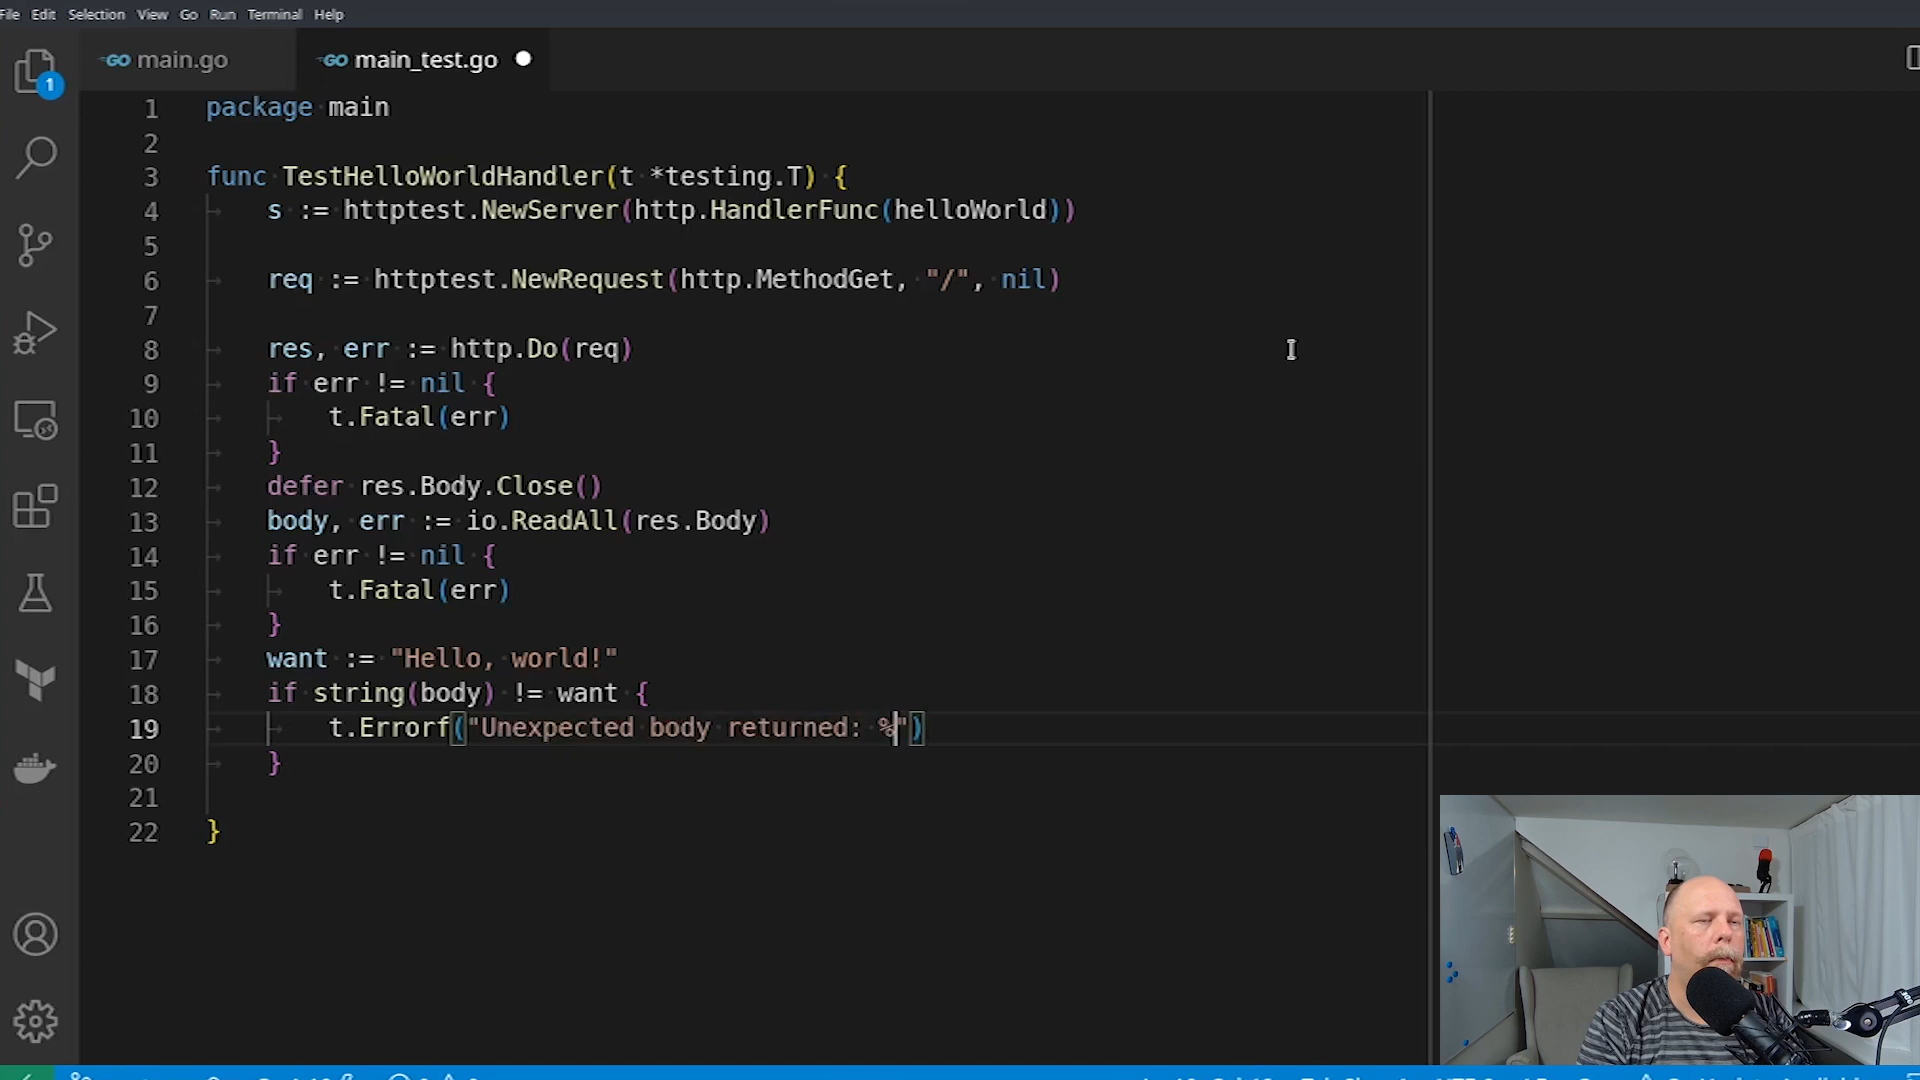 File Edit Selection View Go Run Terminal Help
GO main.go GO main_test.go
1
1 package main
2
3 func TestHelloWorldHandler(t *testing.T) {
4 s := httptest.NewServer(http.HandlerFunc(helloWorld))
5
6 req := httptest.NewRequest(http.MethodGet, "/", nil)
7
8 res, err := http.Do(req)
9 if err != nil {
10 t.Fatal(err)
11 }
12 defer res.Body.Close()
13 body, err := io.ReadAll(res.Body)
14 if err != nil {
15 t.Fatal(err)
16 }
17 want := "Hello, world!"
18 if string(body) != want {
19 t.Errorf("Unexpected body returned: %")
20 }
21
22 }